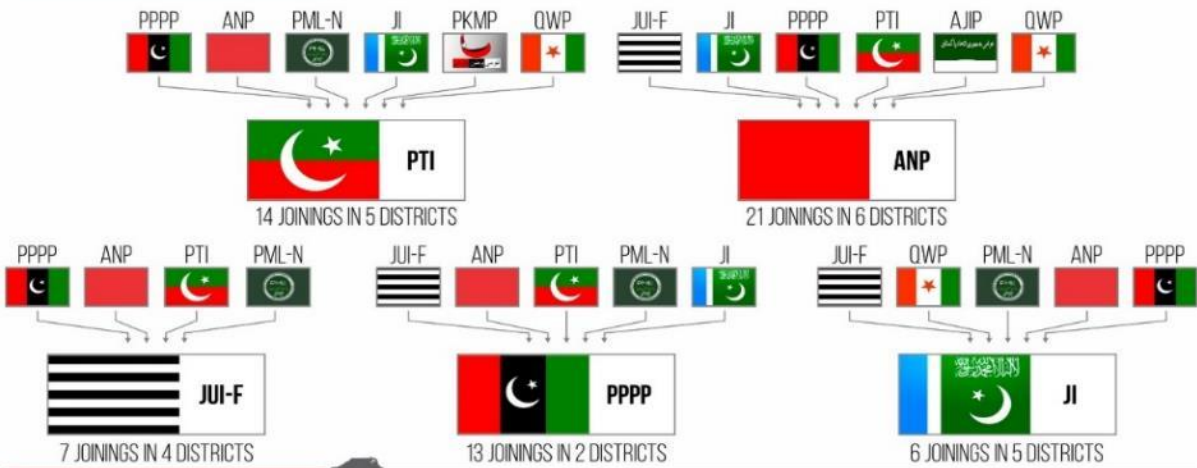 PPPP ANP PML-N JI PKMP QWP
JUI-F JI PPPP PTI AJIP QWP
PTI
14 JOININGS IN 5 DISTRICTS
ANP
21 JOININGS IN 6 DISTRICTS
PPPP ANP PTI PML-N
JUI-F ANP PTI PML-N JI
JUI-F QWP PML-N ANP PPPP
JUI-F
7 JOININGS IN 4 DISTRICTS
PPPP
13 JOININGS IN 2 DISTRICTS
JI
6 JOININGS IN 5 DISTRICTS